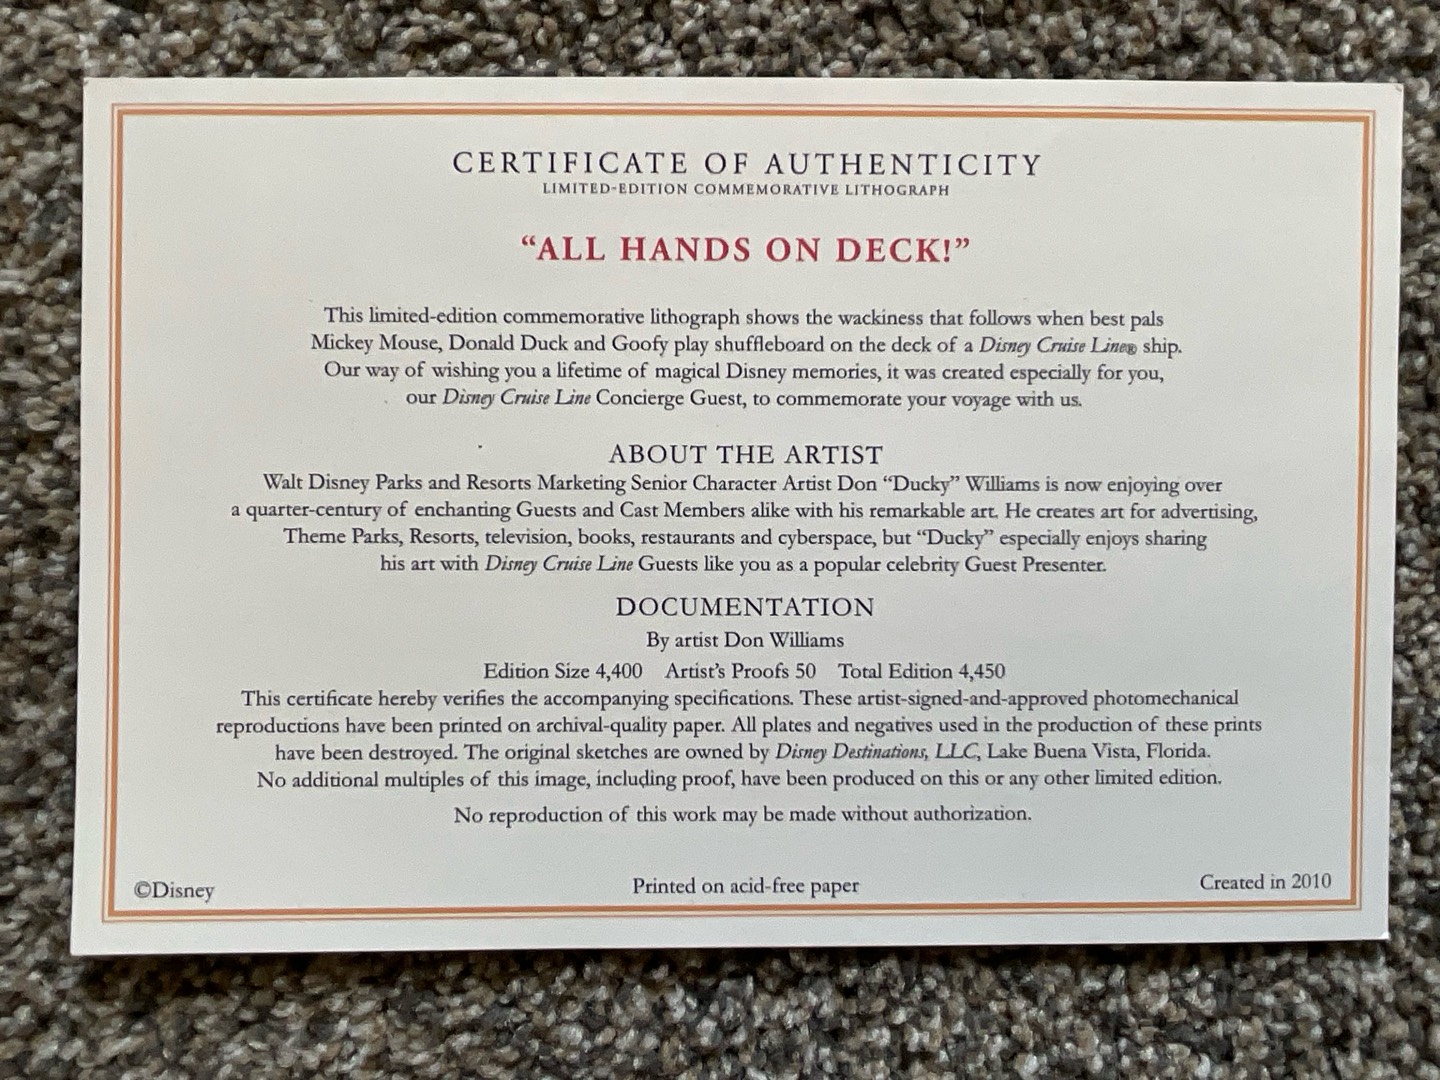 CERTIFICATE OF AUTHENTICITY
LIMITED-EDITION COMMEMORATIVE LITHOGRAPH
“ALL HANDS ON DECK!”
This limited-edition commemorative lithograph shows the wackiness that follows when best pals
Mickey Mouse, Donald Duck and Goofy play shuffleboard on the deck of a Disney Cruise Line® ship.
Our way of wishing you a lifetime of magical Disney memories, it was created especially for you,
our Disney Cruise Line Concierge Guest, to commemorate your voyage with us.
ABOUT THE ARTIST
Walt Disney Parks and Resorts Marketing Senior Character Artist Don “Ducky” Williams is now enjoying over
a quarter-century of enchanting Guests and Cast Members alike with his remarkable art. He creates art for advertising,
Theme Parks, Resorts, television, books, restaurants and cyberspace, but “Ducky” especially enjoys sharing
his art with Disney Cruise Line Guests like you as a popular celebrity Guest Presenter.
DOCUMENTATION
By artist Don Williams
Edition Size 4,400 Artist’s Proofs 50 Total Edition 4,450
This certificate hereby verifies the accompanying specifications. These artist-signed-and-approved photomechanical
reproductions have been printed on archival-quality paper. All plates and negatives used in the production of these prints
have been destroyed. The original sketches are owned by Disney Destinations, LLC, Lake Buena Vista, Florida.
No additional multiples of this image, including proof, have been produced on this or any other limited edition.
No reproduction of this work may be made without authorization.
©Disney Printed on acid-free paper Created in 2010